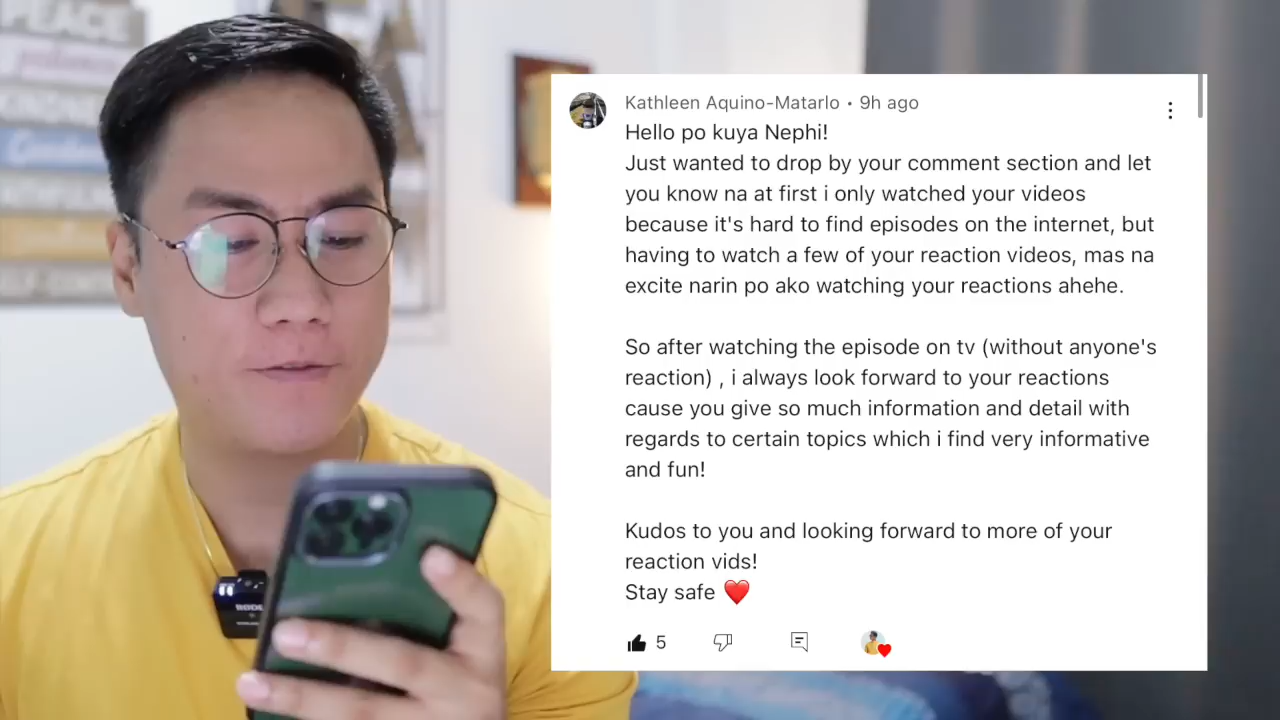 PEACE
Kathleen Aquino-Matarlo • 9h ago
Hello po kuya Nephi!
Just wanted to drop by your comment section and let
you know na at first i only watched your videos
because it's hard to find episodes on the internet, but
having to watch a few of your reaction videos, mas na
excite narin po ako watching your reactions ahehe.
So after watching the episode on tv (without anyone's
reaction) , i always look forward to your reactions
cause you give so much information and detail with
regards to certain topics which i find very informative
and fun!
Kudos to you and looking forward to more of your
reaction vids!
Stay safe ❤️
5